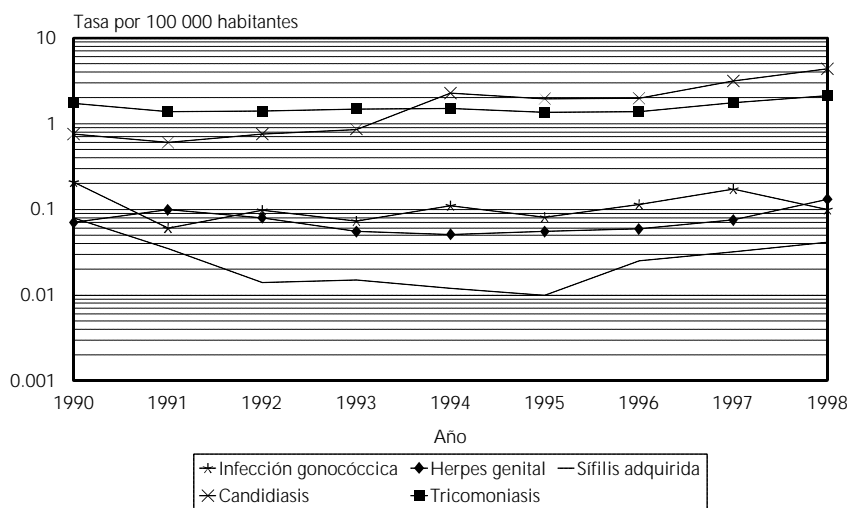 Tasa por 100 000 habitantes
10
1
0.1
0.01
0.001
1990 1991 1992 1993 1994 1995 1996 1997 1998
Año
Infección gonocóccica Herpes genital Sífilis adquirida
Candidiasis Tricomoniasis